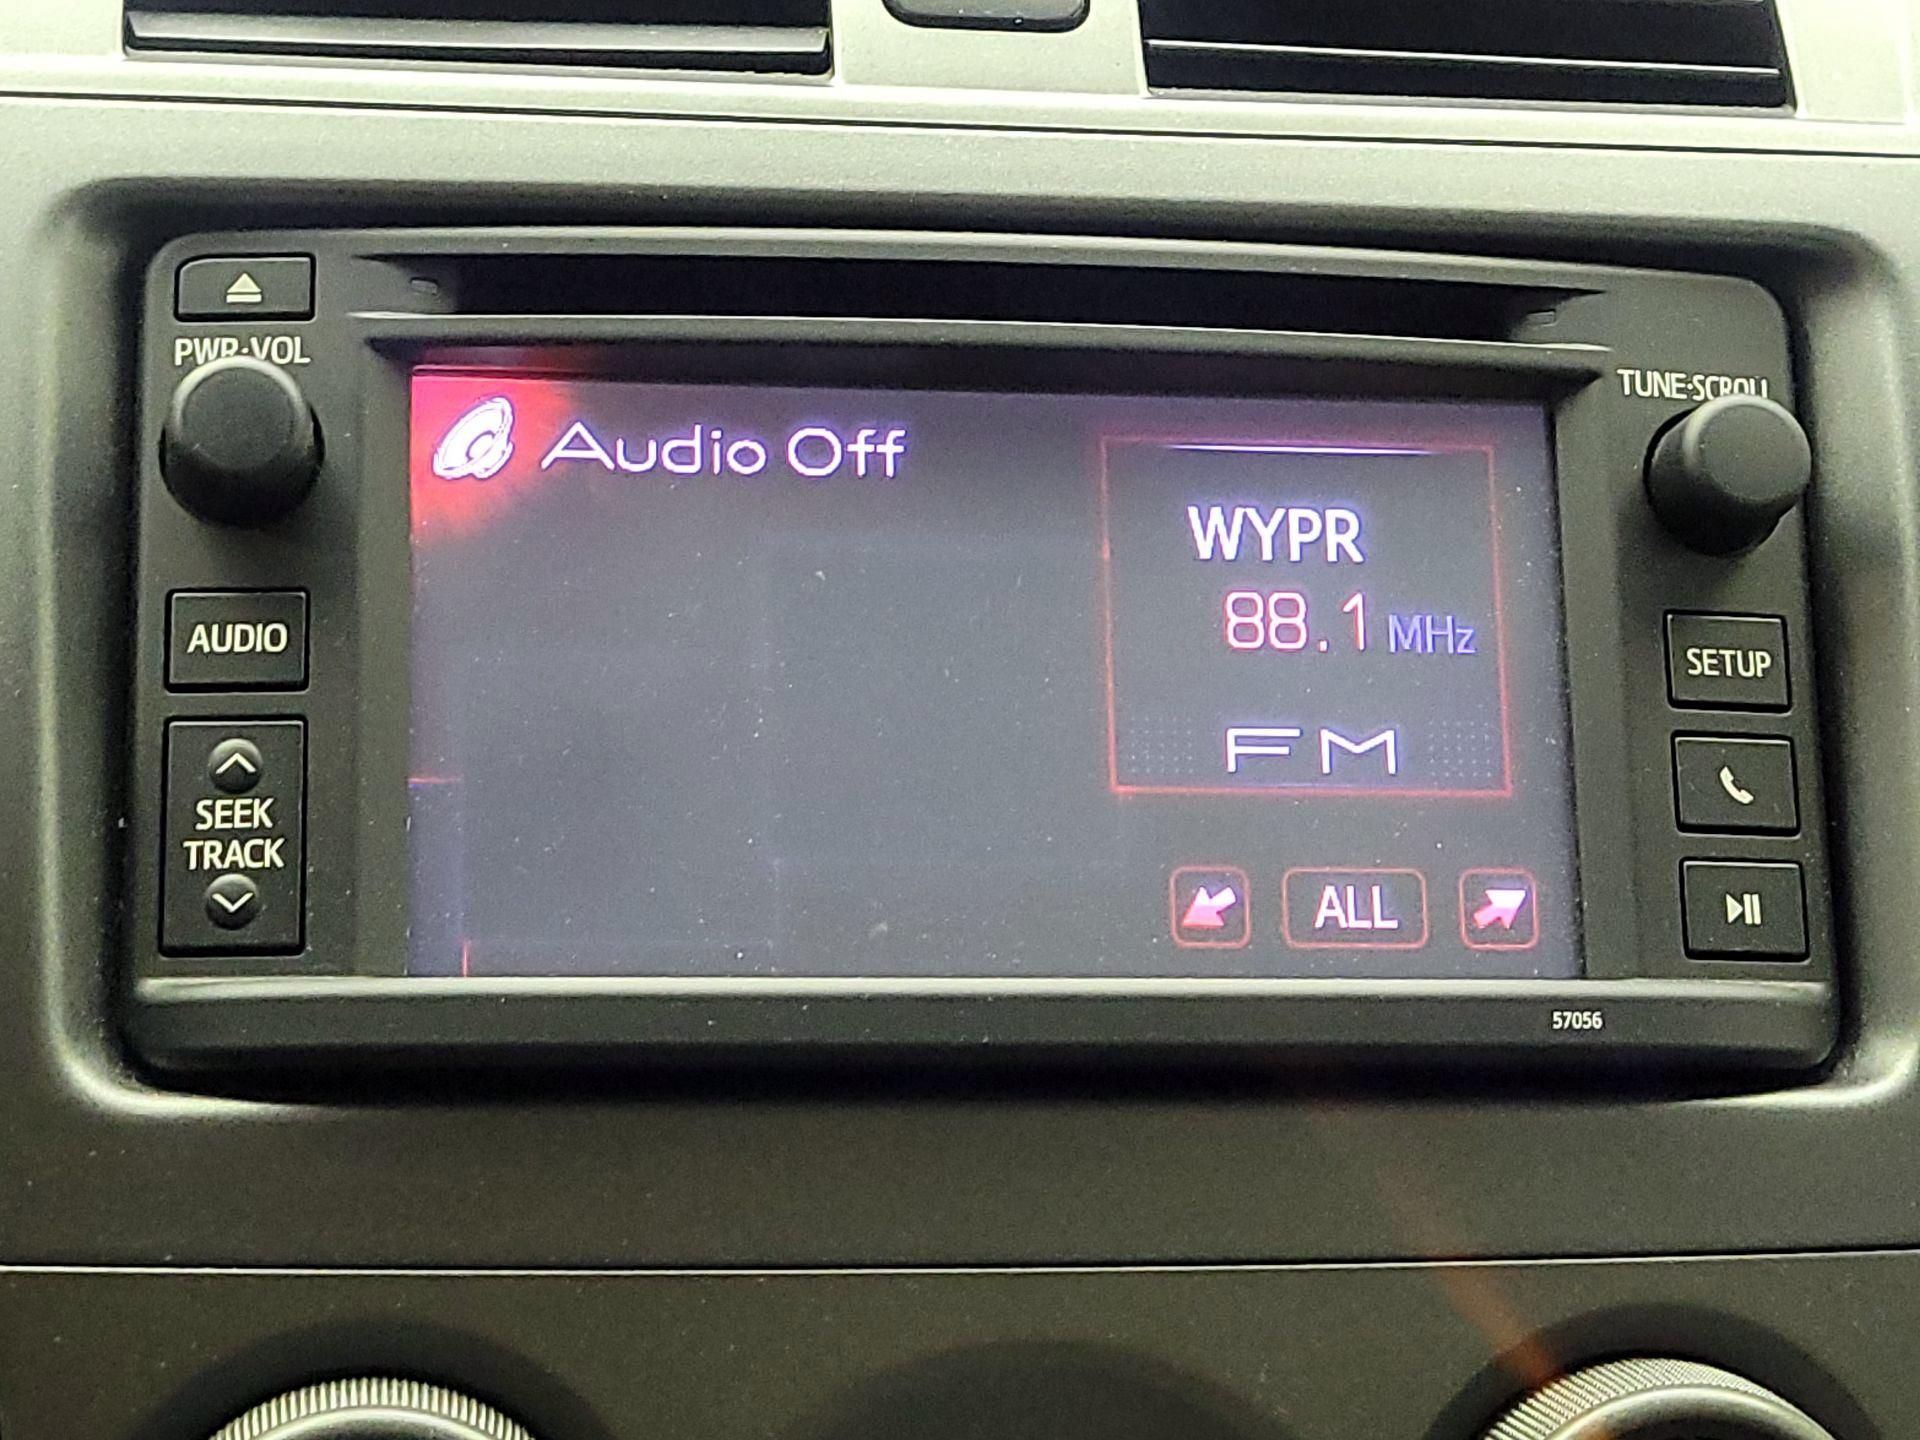 PWR·VOL
TUNE·SCROLL
Audio Off
WYPR
88.1 MHz
FM
AUDIO
SETUP
SEEK
TRACK
ALL
57056